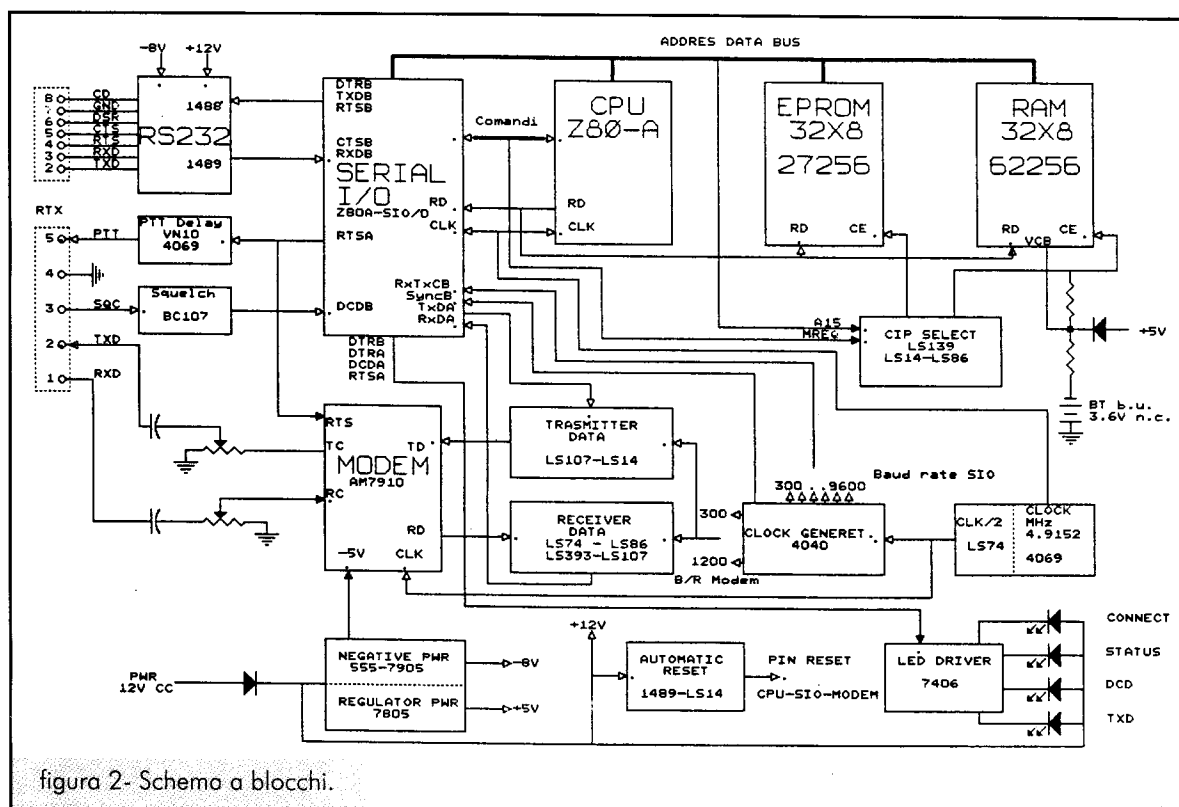 ADDRES DATA BUS
-8V +12V
8 CD
7 GND
6 DSR
5 CTS
4 RTS
3 RXD
2 TXD
RS232
1488
1489
DTRB
TXDB
RTSB
CTSB
RXDB
SERIAL
I/O
Z80A-SIO/D
RD
CLK
RTSA
DCDB
RxTxCB
SyncB
TxDA
RxDA
Comandi
CPU
Z80-A
RD
CLK
EPROM
32X8
27256
RD CE
RAM
32X8
62256
RD CE
VCB
RTX
5 PTT
4
3 SQC
2 TXD
1 RXD
PTT Delay
VN10
4069
Squelch
BC107
DTRB
DTRA
DCDA
RTSA
A15
MREQ
CIP SELECT
LS139
LS14-LS86
+5V
BT b.u.
3.6V n.c.
RTS
TC
TD
MODEM
AM7910
RC
RD
-5V CLK
TRASMITTER
DATA
LS107-LS14
RECEIVER
DATA
LS74 - LS86
LS393-LS107
Baud rate SIO
300 ..9600
300
1200
B/R Modem
CLOCK GENERET.
4040
CLK/2
LS74
CLOCK
MHz
4.9152
4069
PWR
12V CC
NEGATIVE PWR
555-7905
REGULATOR PWR
7805
-8V
+5V
+12V
AUTOMATIC
RESET
1489-LS14
PIN RESET
CPU-SIO-MODEM
LED DRIVER
7406
CONNECT
STATUS
DCD
TXD
figura 2- Schema a blocchi.